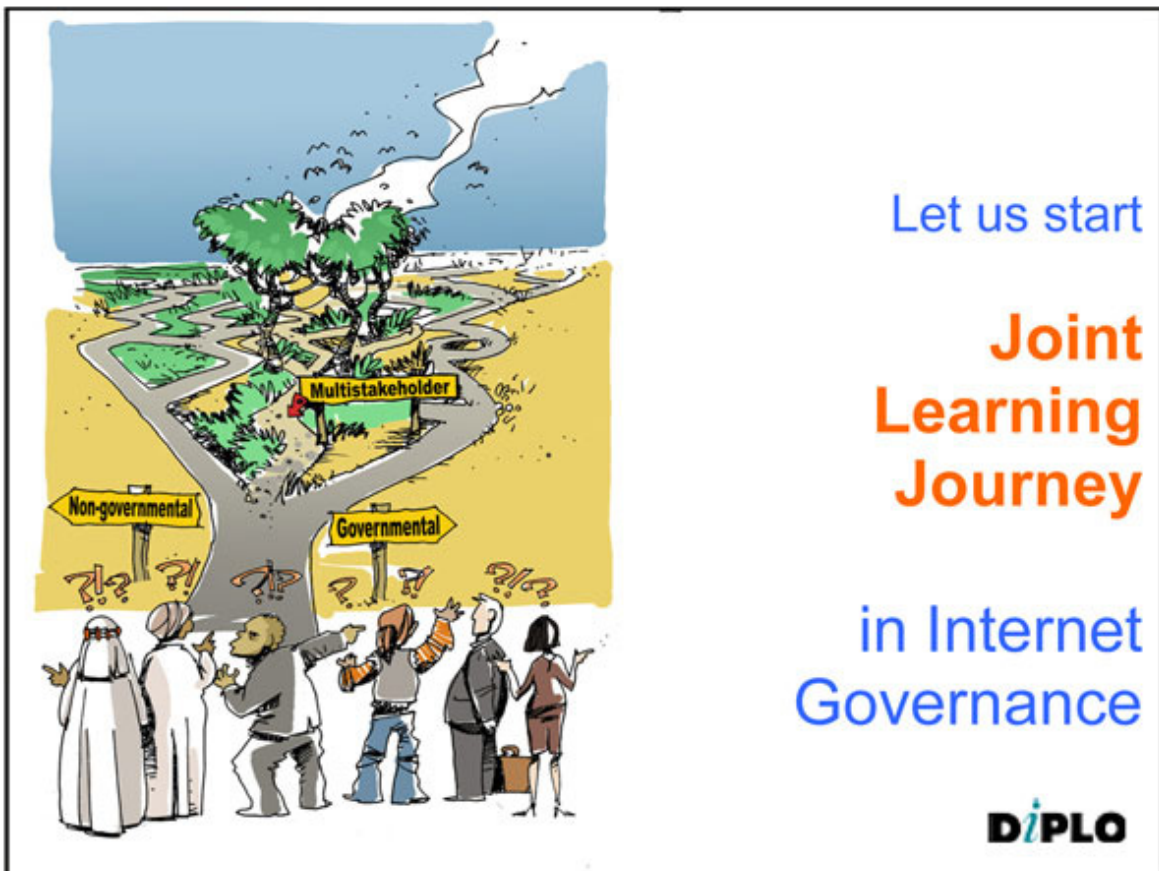 Multistakeholder
Non-governmental
Governmental
?!? ?! ?!? ? ?! ?!?
Let us start
Joint
Learning
Journey
in Internet
Governance
DiPLO